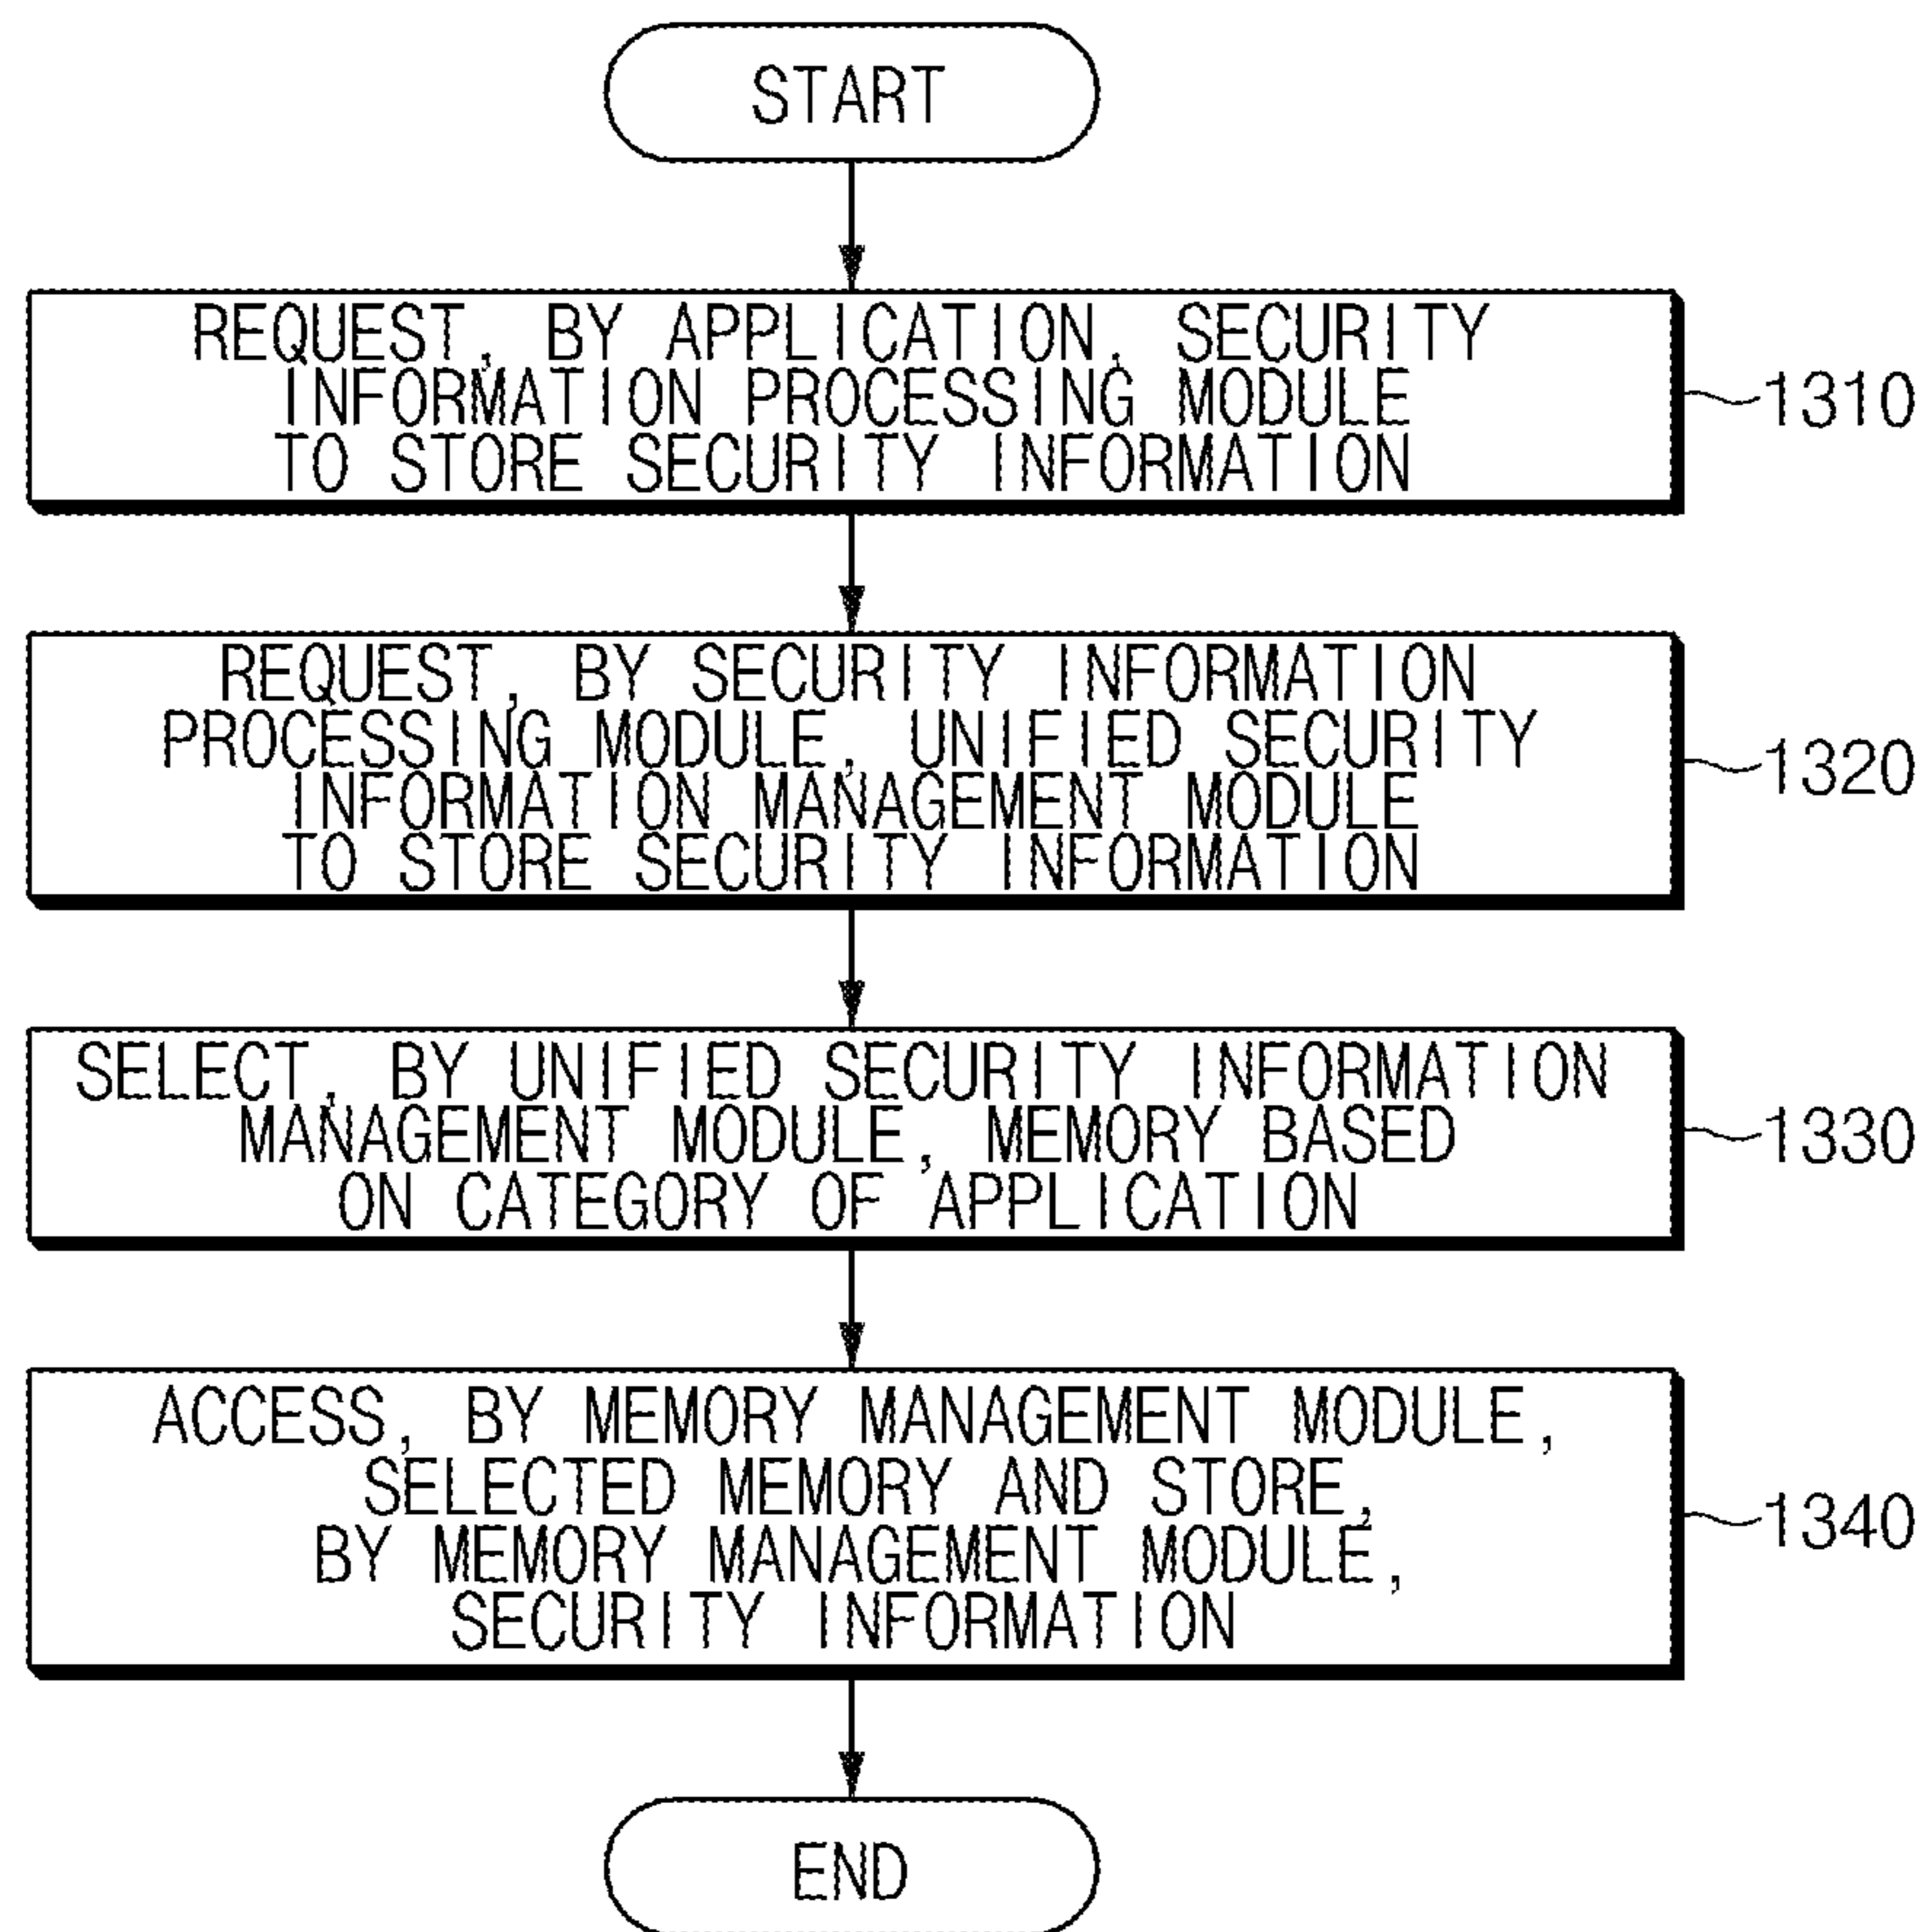 START
REQUEST, BY APPLICATION, SECURITY
INFORMATION PROCESSING MODULE
TO STORE SECURITY INFORMATION
1310
REQUEST, BY SECURITY INFORMATION
PROCESSING MODULE, UNIFIED SECURITY
INFORMATION MANAGEMENT MODULE
TO STORE SECURITY INFORMATION
1320
SELECT, BY UNIFIED SECURITY INFORMATION
MANAGEMENT MODULE, MEMORY BASED
ON CATEGORY OF APPLICATION
1330
ACCESS, BY MEMORY MANAGEMENT MODULE,
SELECTED MEMORY AND STORE,
BY MEMORY MANAGEMENT MODULE,
SECURITY INFORMATION
1340
END